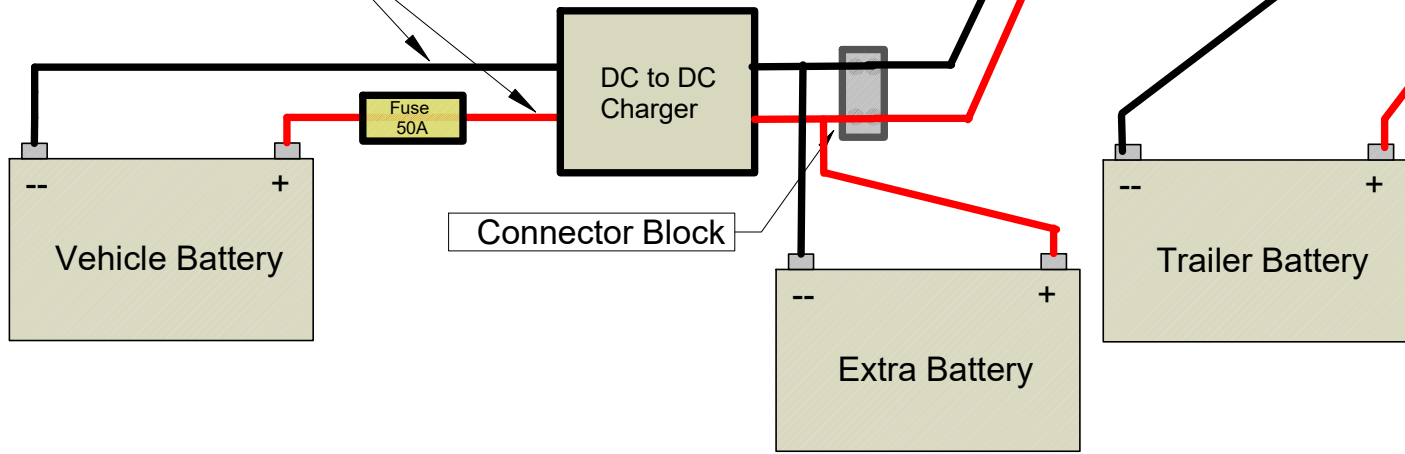 DC to DC
Charger
Fuse
50A
-- +
Vehicle Battery
Connector Block
-- +
Trailer Battery
-- +
Extra Battery